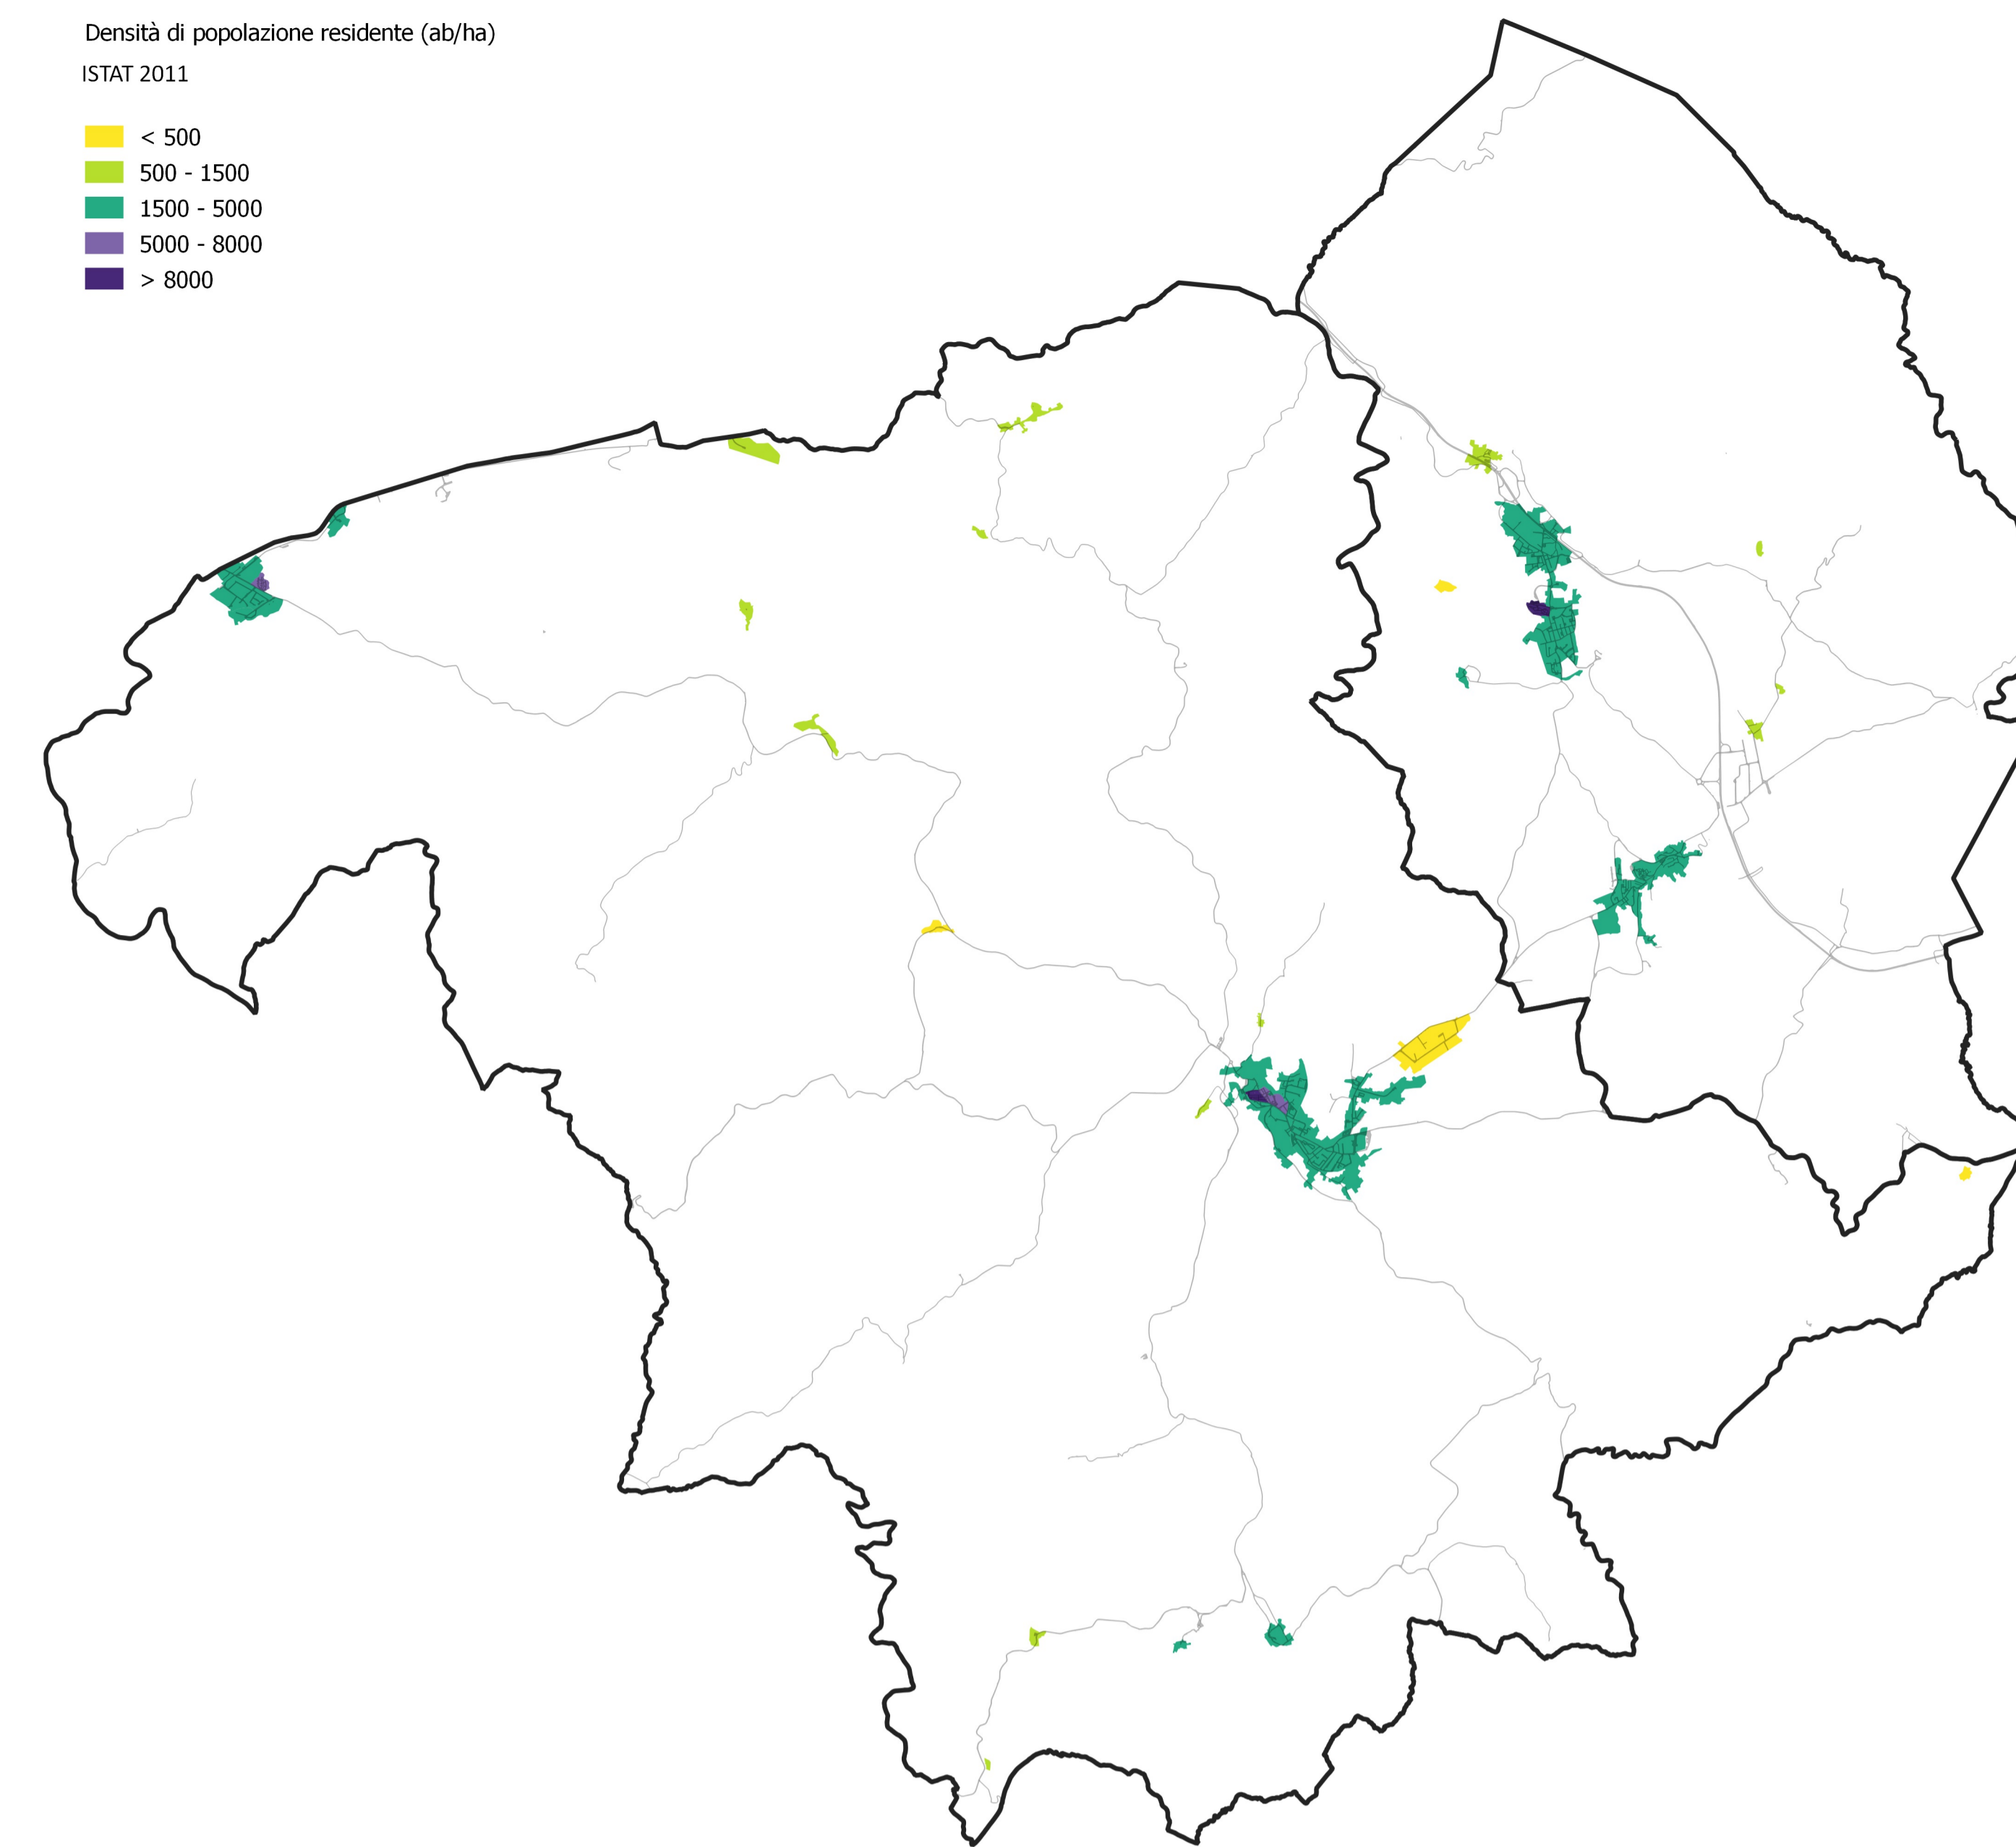 Densità di popolazione residente (ab/ha)
ISTAT 2011
< 500
500 - 1500
1500 - 5000
5000 - 8000
> 8000